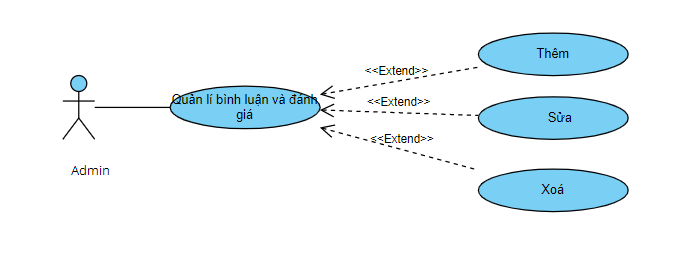 Thêm
<<Extend>>
Quản lí bình luận và đánh
giá
<<Extend>>
Sửa
<<Extend>>
Admin
Xoá